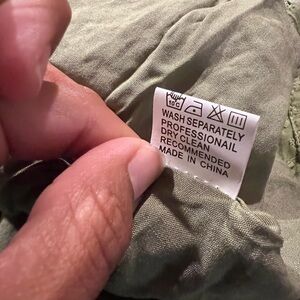 WASH SEPARATELY
PROFESSIONAIL
DRY CLEAN
RECOMMENDED
MADE IN CHINA